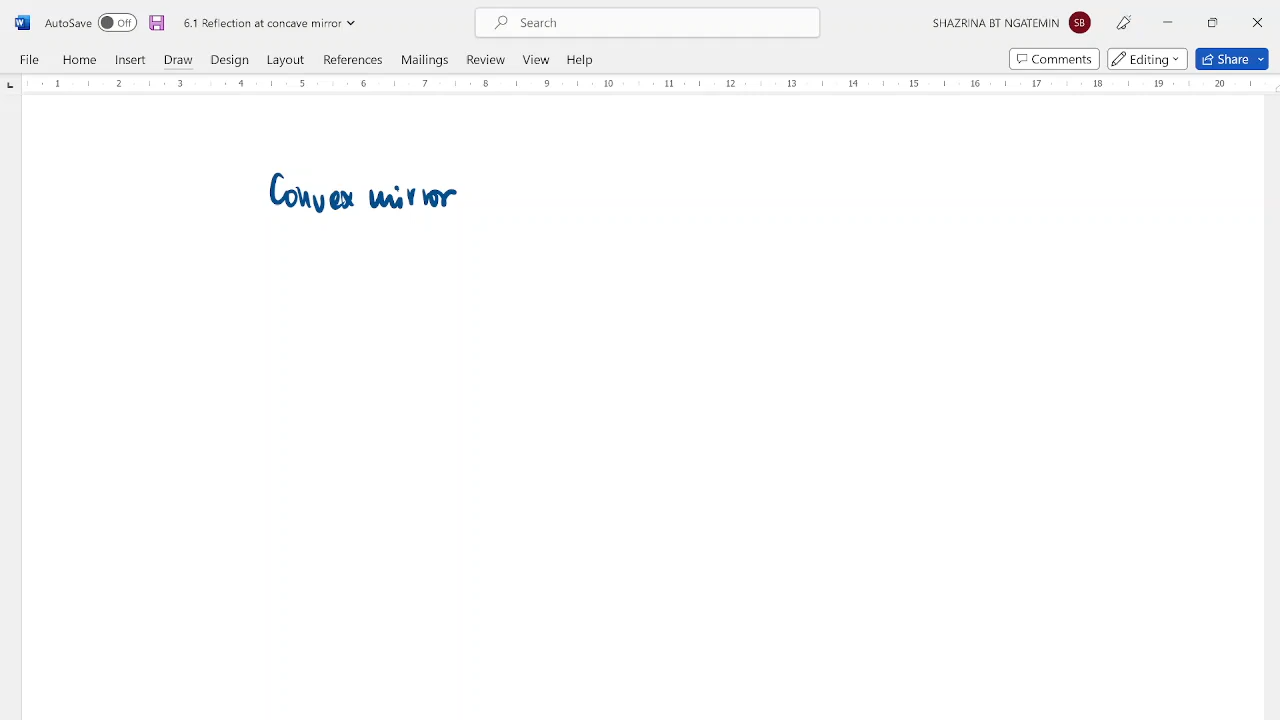 AutoSave Off 6.1 Reflection at concave mirror Search SHAZRINA BT NGATEMIN SB
File Home Insert Draw Design Layout References Mailings Review View Help Comments Editing Share
1 2 3 4 5 6 7 8 9 10 11 12 13 14 15 16 17 18 19 20
Convex mirror